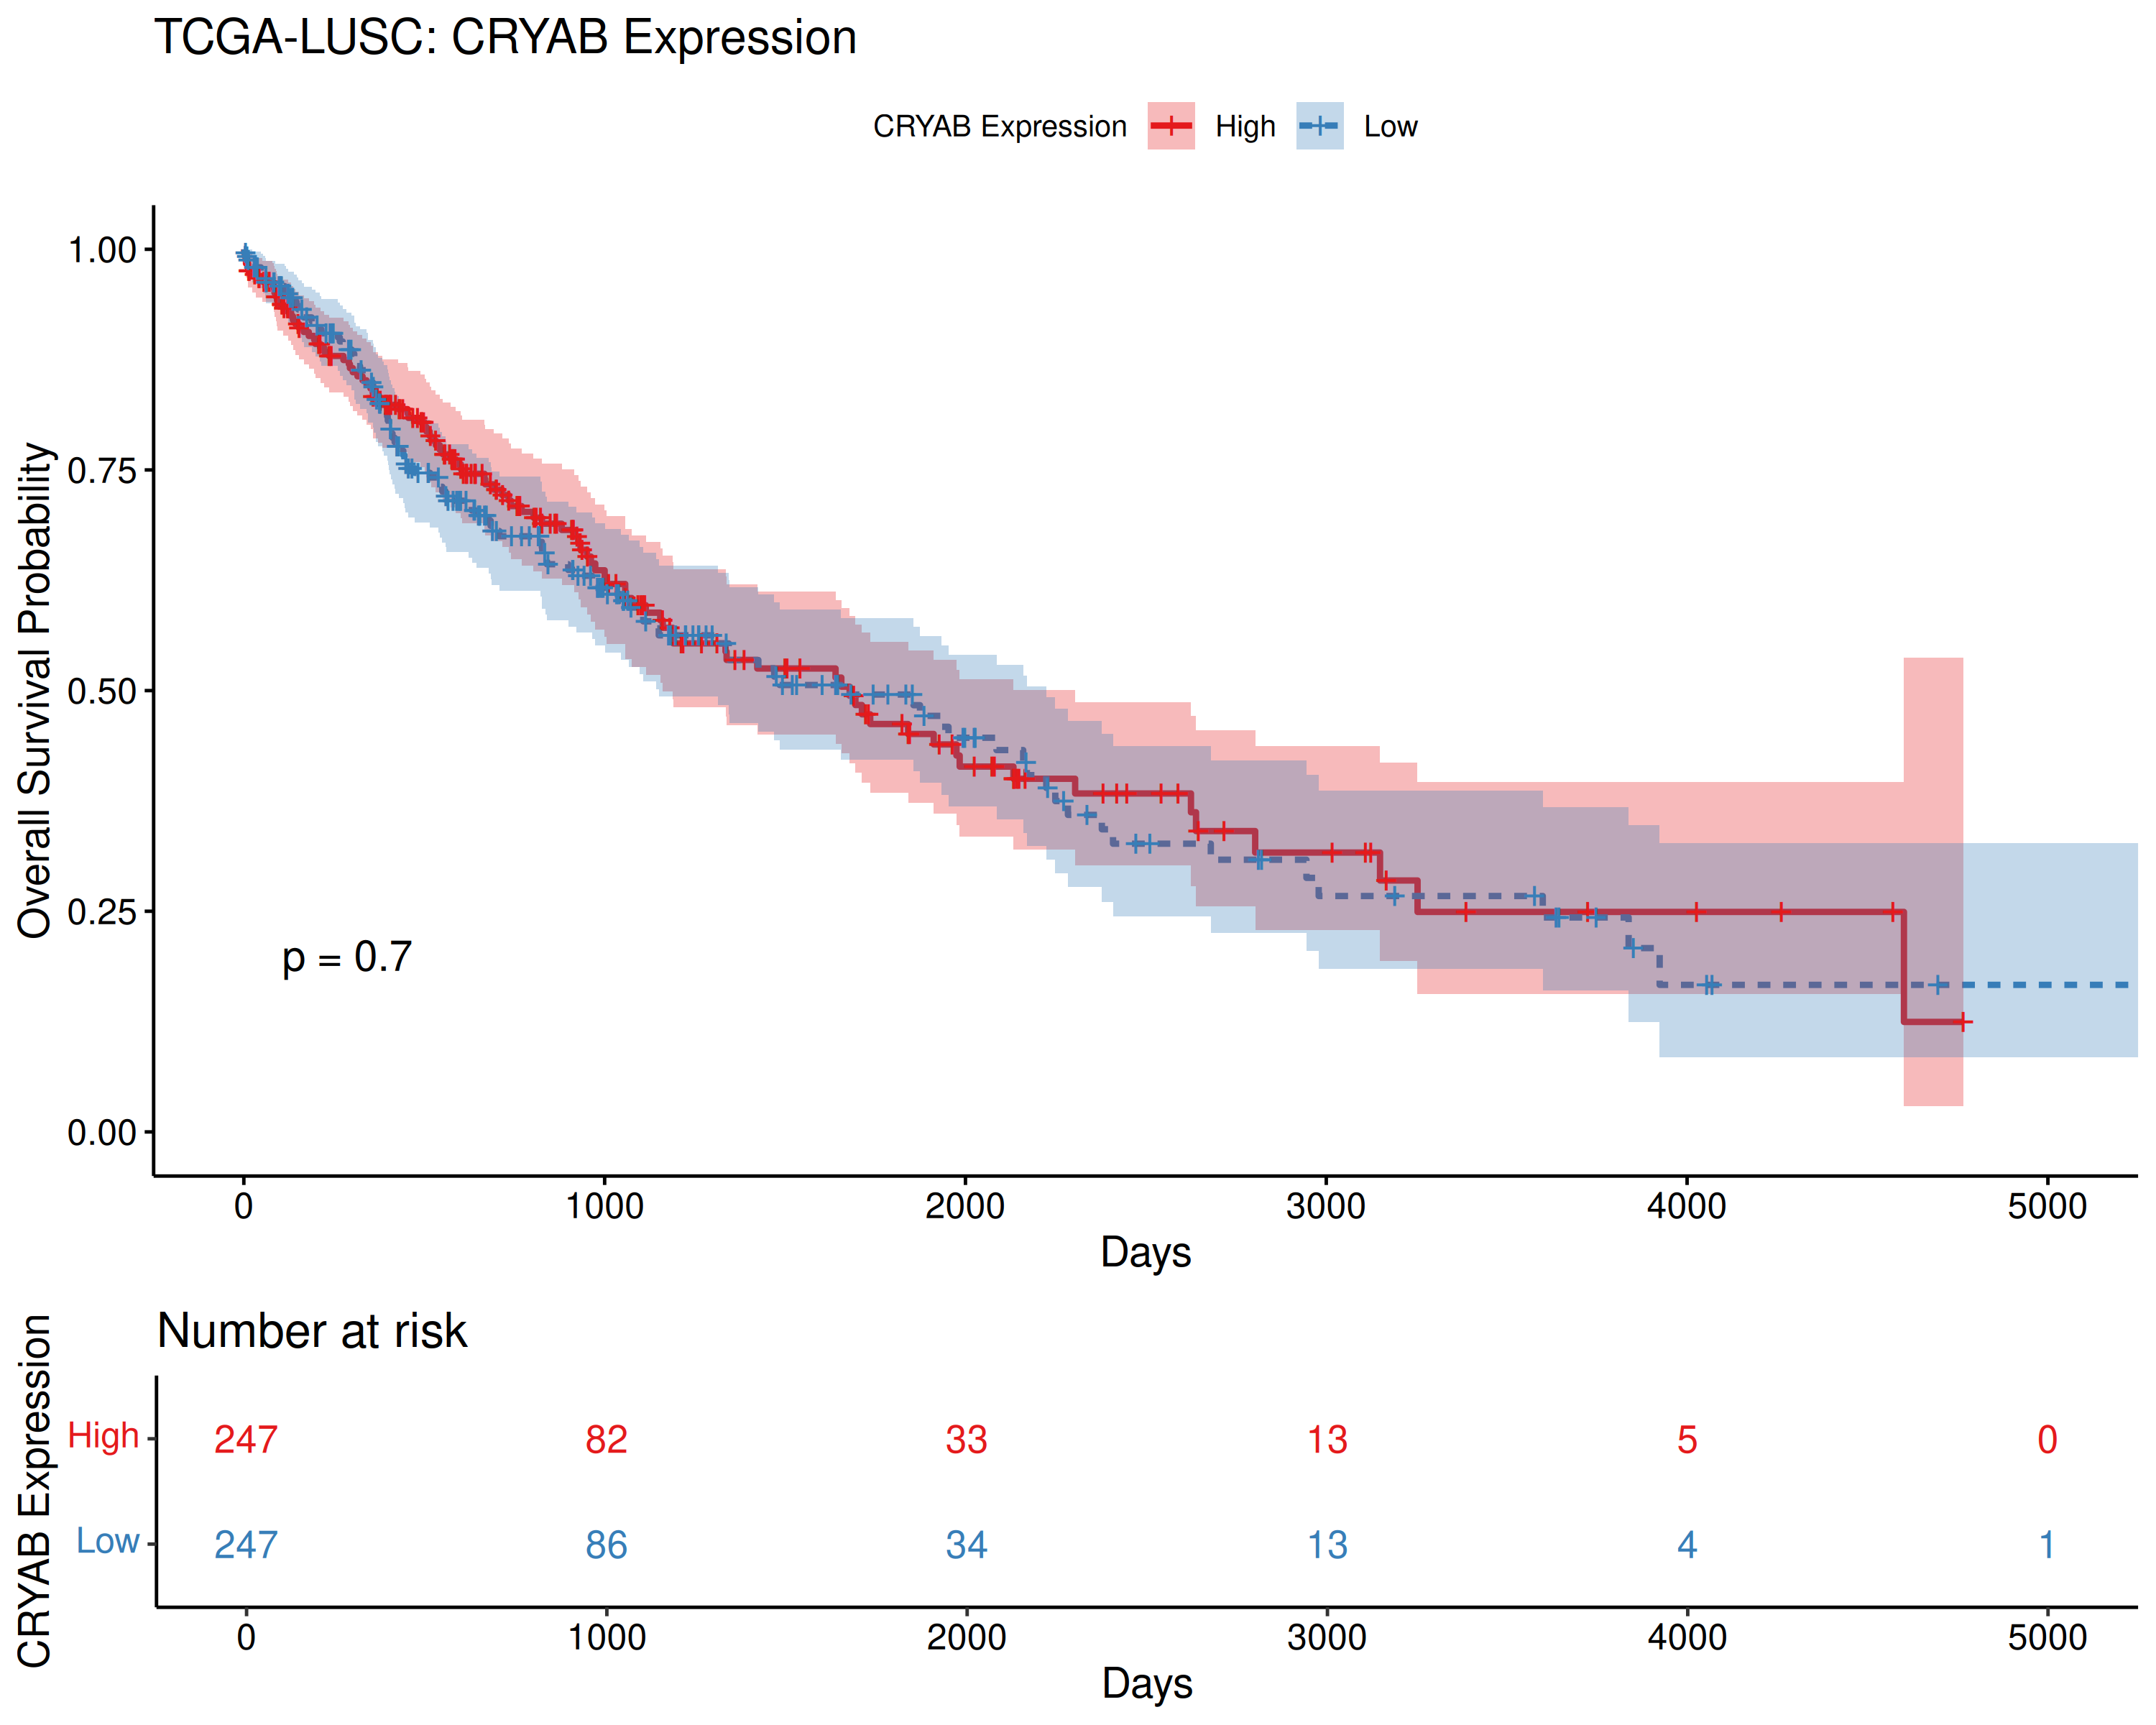 TCGA-LUSC: CRYAB Expression
CRYAB Expression High Low
Overall Survival Probability
1.00
0.75
0.50
0.25
0.00
p = 0.7
0 1000 2000 3000 4000 5000
Days
Number at risk
CRYAB Expression
High 247 82 33 13 5 0
Low 247 86 34 13 4 1
0 1000 2000 3000 4000 5000
Days